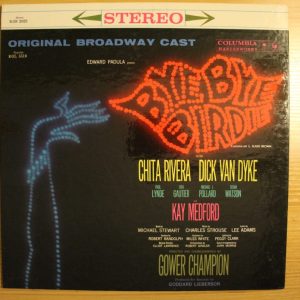 STEREO
ORIGINAL BROADWAY CAST
COLUMBIA
MASTERWORKS
EDWARD PADULA
BYE BYE
BIRDIE
CHITA RIVERA DICK VAN DYKE
PAUL LYNDE DICK GAUTIER MICHAEL J. POLLARD SUSAN WATSON
KAY MEDFORD
MICHAEL STEWART CHARLES STROUSE LEE ADAMS
ROBERT RANDOLPH MILES WHITE PEGGY CLARK
GOWER CHAMPION
GODDARD LIEBERSON